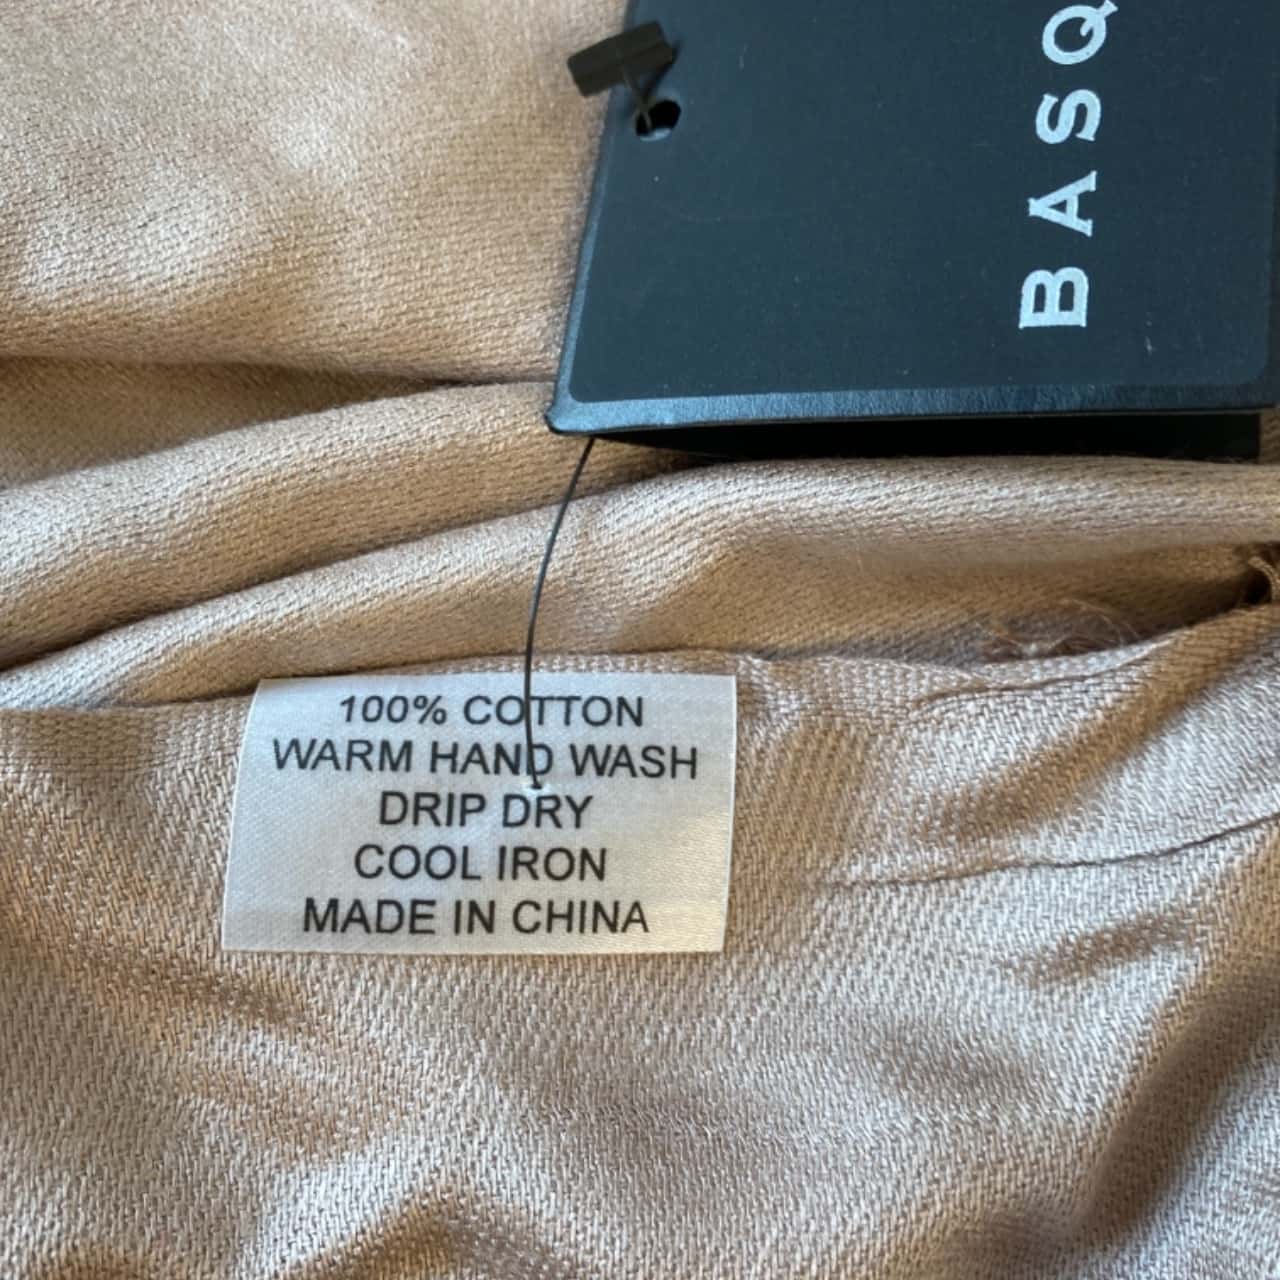 BASQ
100% COTTON
WARM HAND WASH
DRIP DRY
COOL IRON
MADE IN CHINA